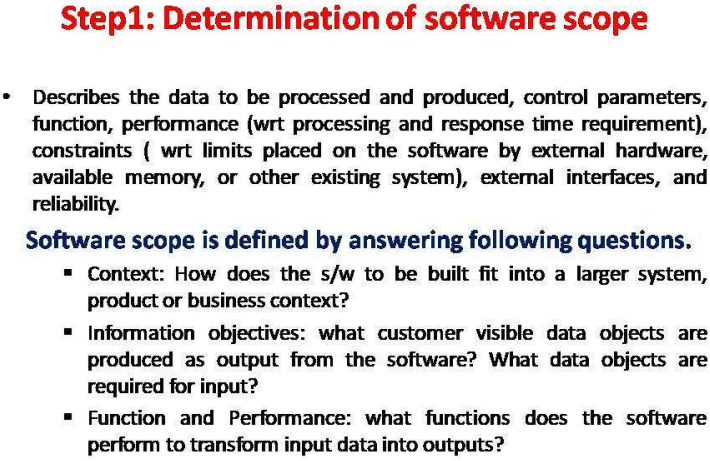 Step1: Determination of software scope
• Describes the data to be processed and produced, control parameters,
function, performance (wrt processing and response time requirement),
constraints ( wrt limits placed on the software by external hardware,
available memory, or other existing system), external interfaces, and
reliability.
Software scope is defined by answering following questions.
▪ Context: How does the s/w to be built fit into a larger system,
product or business context?
▪ Information objectives: what customer visible data objects are
produced as output from the software? What data objects are
required for input?
▪ Function and Performance: what functions does the software
perform to transform input data into outputs?